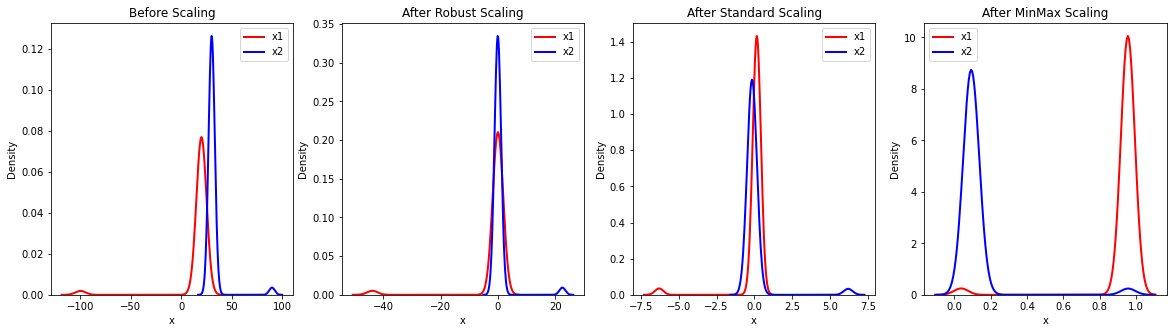 Before Scaling
Density
0.12
0.10
0.08
0.06
0.04
0.02
0.00
x1
x2
−100
−50
0
50
100
x
After Robust Scaling
Density
0.35
0.30
0.25
0.20
0.15
0.10
0.05
0.00
x1
x2
−40
−20
0
20
x
After Standard Scaling
Density
1.4
1.2
1.0
0.8
0.6
0.4
0.2
0.0
x1
x2
−7.5
−5.0
−2.5
0.0
2.5
5.0
7.5
x
After MinMax Scaling
Density
10
8
6
4
2
0
x1
x2
0.0
0.2
0.4
0.6
0.8
1.0
x